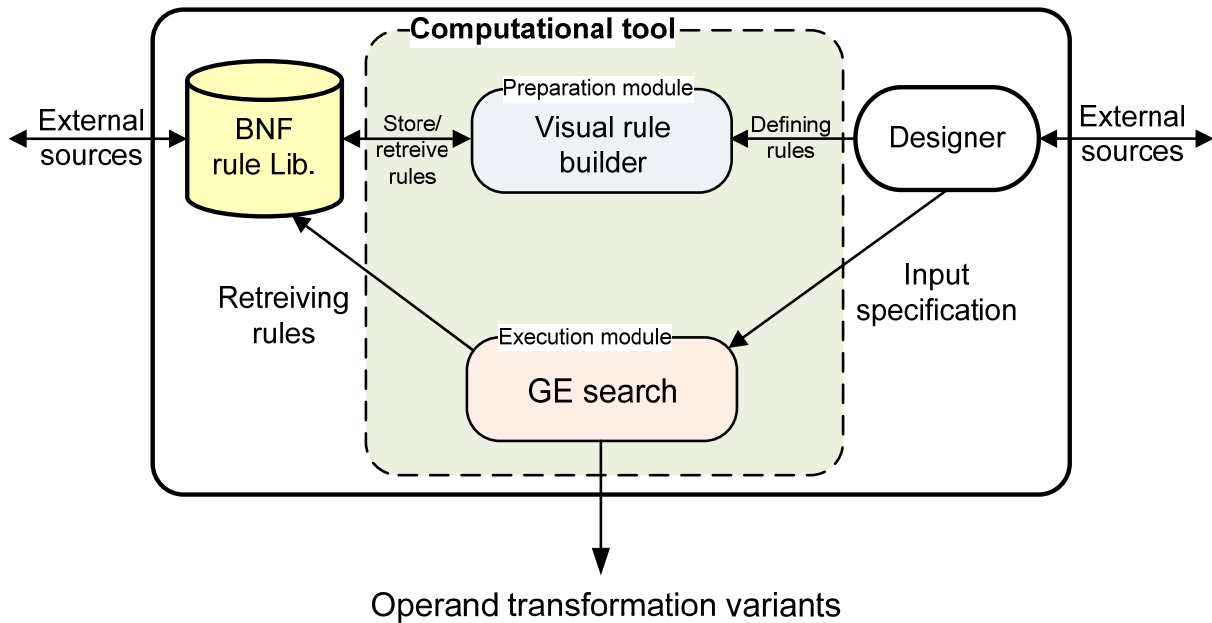 Computational tool
External
sources
BNF
rule Lib.
Store/
retreive
rules
Preparation module
Visual rule
builder
Defining
rules
Designer
External
sources
Retreiving
rules
Input
specification
Execution module
GE search
Operand transformation variants